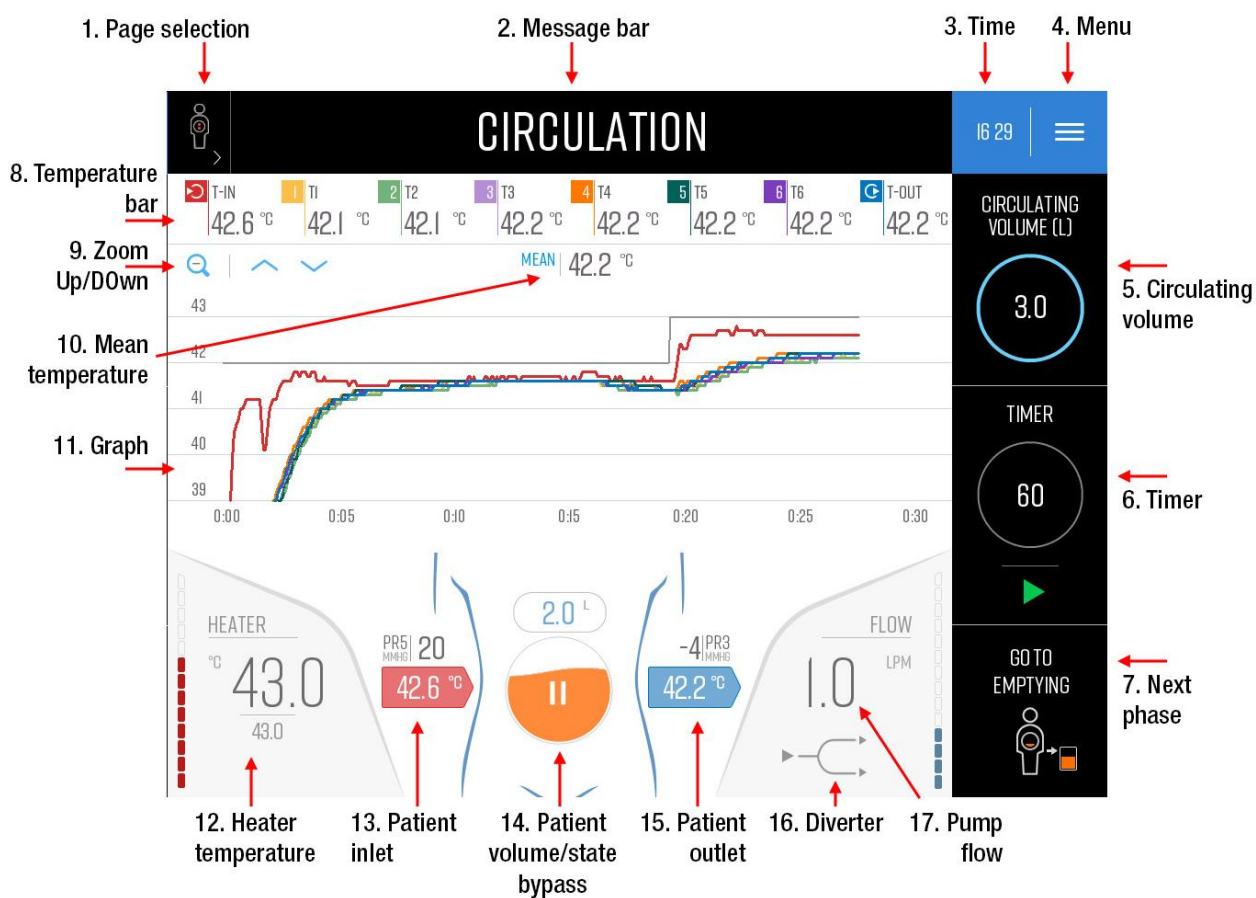 1. Page selection
2. Message bar
3. Time
4. Menu
CIRCULATION
16 29
8. Temperature
bar
T-IN
42.6 °C
1 T1
42.1 °C
2 T2
42.1 °C
3 T3
42.2 °C
4 T4
42.2 °C
5 T5
42.2 °C
6 T6
42.2 °C
T-OUT
42.2 °C
CIRCULATING
VOLUME (L)
3.0
5. Circulating
volume
9. Zoom
Up/DOwn
MEAN 42.2 °C
10. Mean
temperature
11. Graph
43
42
41
40
39
0:00 0:05 0:10 0:15 0:20 0:25 0:30
TIMER
60
6. Timer
HEATER
°C 43.0
43.0
PR5 MMHG 20
42.6 °C
2.0 L
-4 PR3 MMHG
42.2 °C
FLOW
1.0 LPM
GO TO
EMPTYING
7. Next
phase
12. Heater
temperature
13. Patient
inlet
14. Patient
volume/state
bypass
15. Patient
outlet
16. Diverter
17. Pump
flow